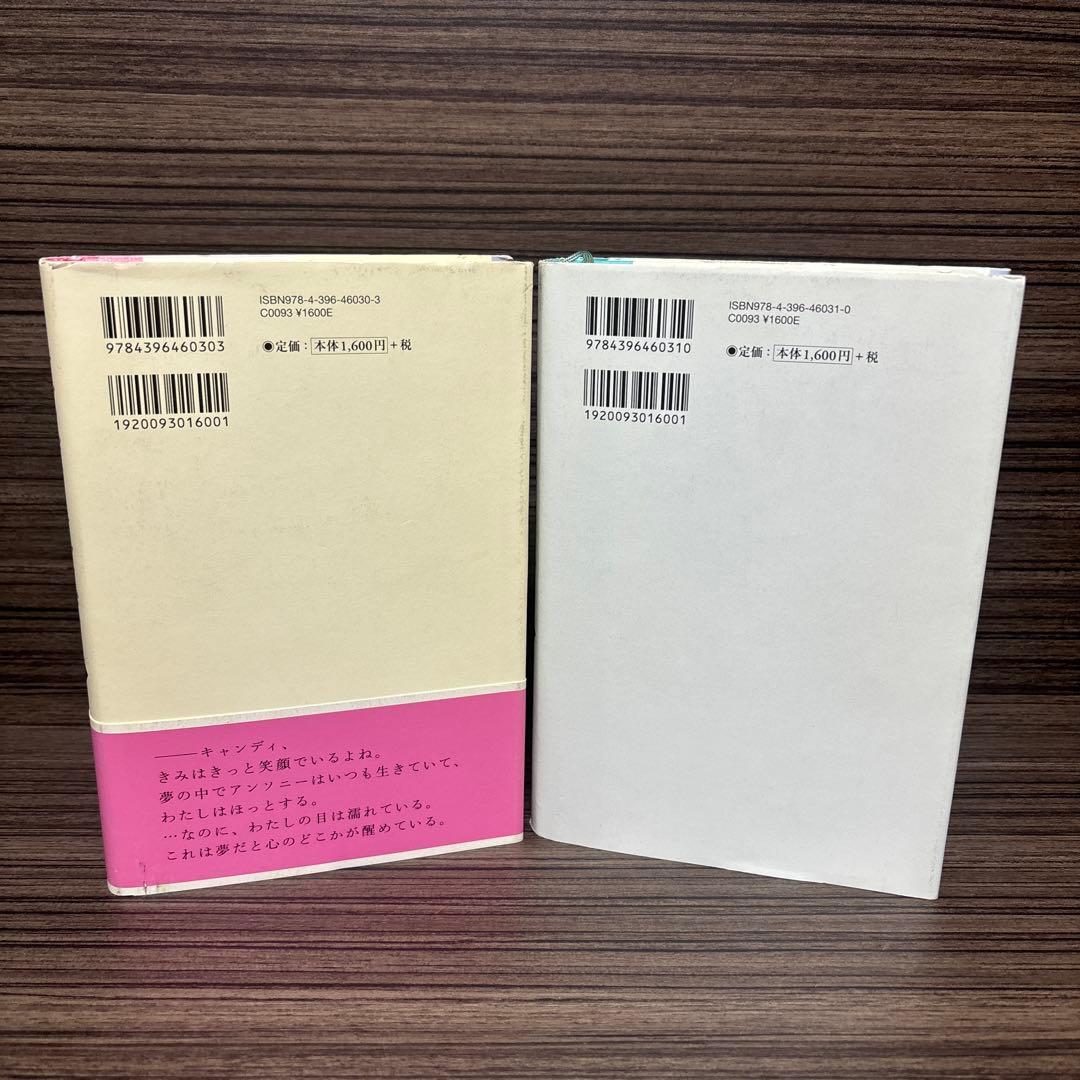 ISBN978-4-396-46030-3
C0093 ¥1600E
9784396460303
●定価：本体1,600円+税
1920093016001
――キャンディ、
きみはきっと笑顔でいるよね。
夢の中でアンソニーはいつも生きていて、
わたしはほっとする。
…なのに、わたしの目は濡れている。
これは夢だと心のどこかが醒めている。
ISBN978-4-396-46031-0
C0093 ¥1600E
9784396460310
●定価：本体1,600円+税
1920093016001